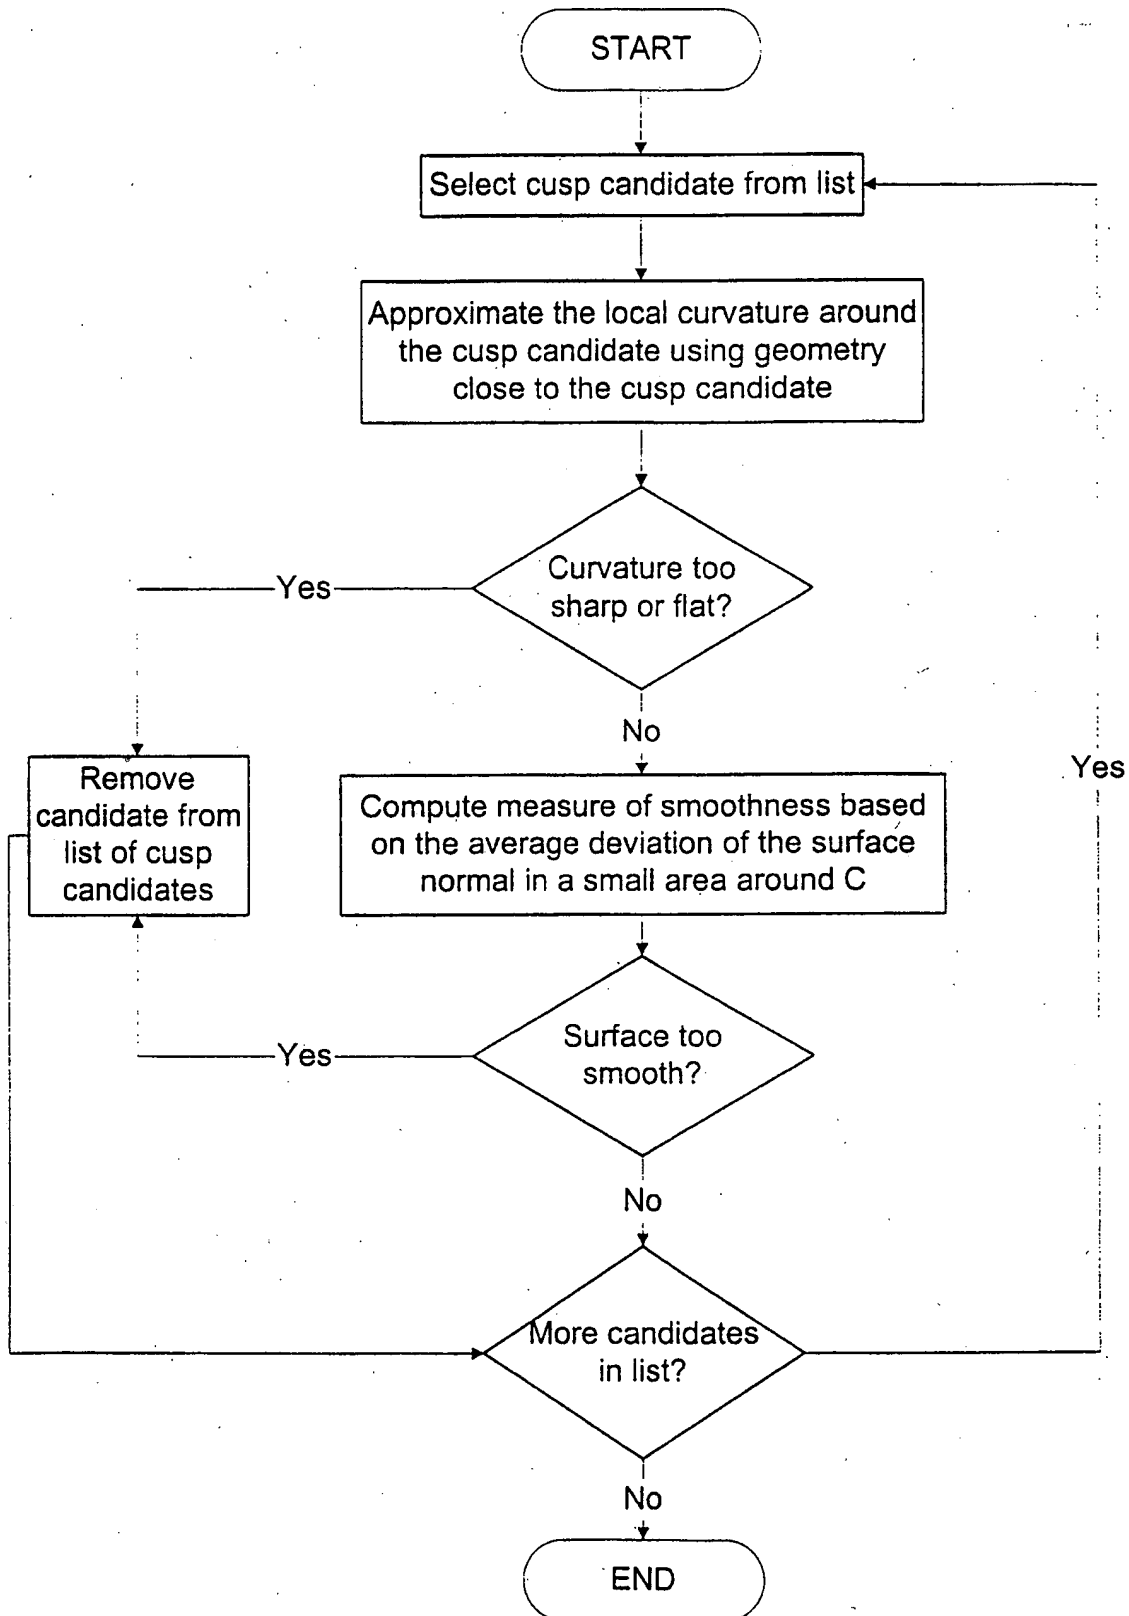 START
Select cusp candidate from list
Approximate the local curvature around
the cusp candidate using geometry
close to the cusp candidate
Curvature too
sharp or flat?
Yes
No
Remove
candidate from
list of cusp
candidates
Compute measure of smoothness based
on the average deviation of the surface
normal in a small area around C
Yes
Surface too
smooth?
Yes
No
More candidates
in list?
No
END